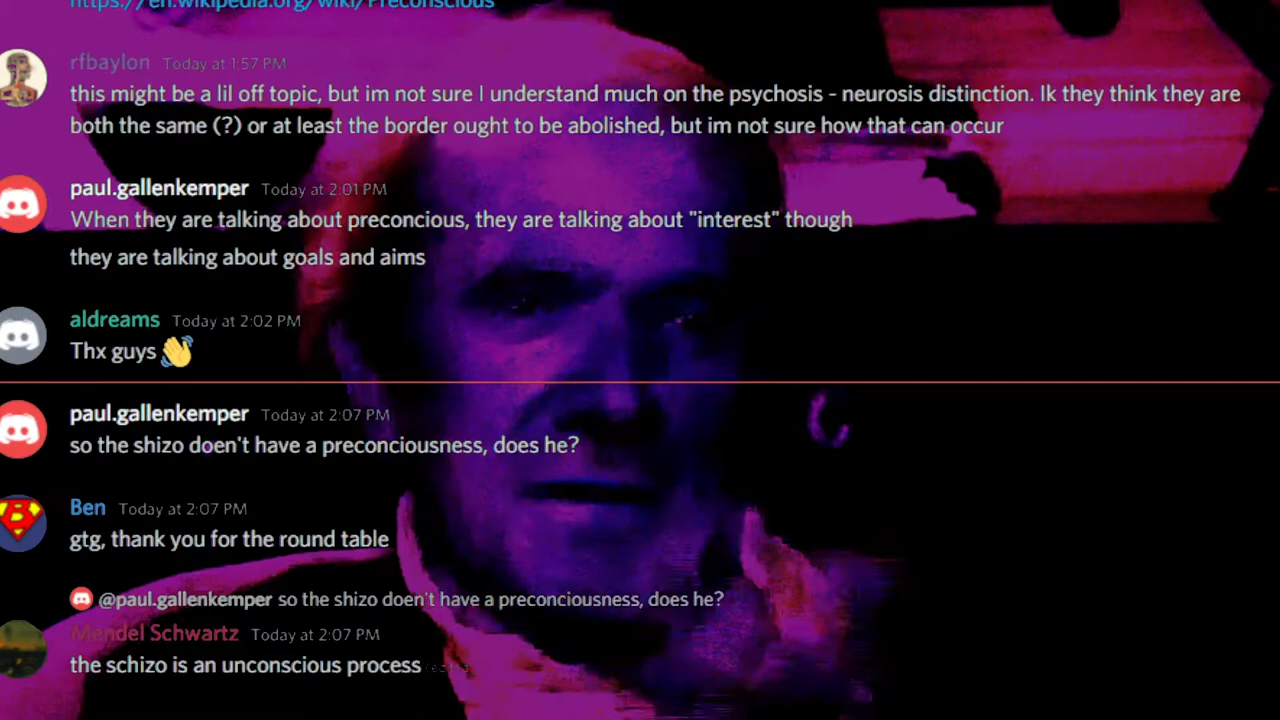 https://en.wikipedia.org/wiki/Preconscious
rfbaylon Today at 1:57 PM
this might be a lil off topic, but im not sure I understand much on the psychosis - neurosis distinction. Ik they think they are
both the same (?) or at least the border ought to be abolished, but im not sure how that can occur
paul.gallenkemper Today at 2:01 PM
When they are talking about preconcious, they are talking about "interest" though
they are talking about goals and aims
aldreams Today at 2:02 PM
Thx guys 👋
paul.gallenkemper Today at 2:07 PM
so the shizo doen't have a preconciousness, does he?
Ben Today at 2:07 PM
gtg, thank you for the round table
@paul.gallenkemper so the shizo doen't have a preconciousness, does he?
Mendel Schwartz Today at 2:07 PM
the schizo is an unconscious process